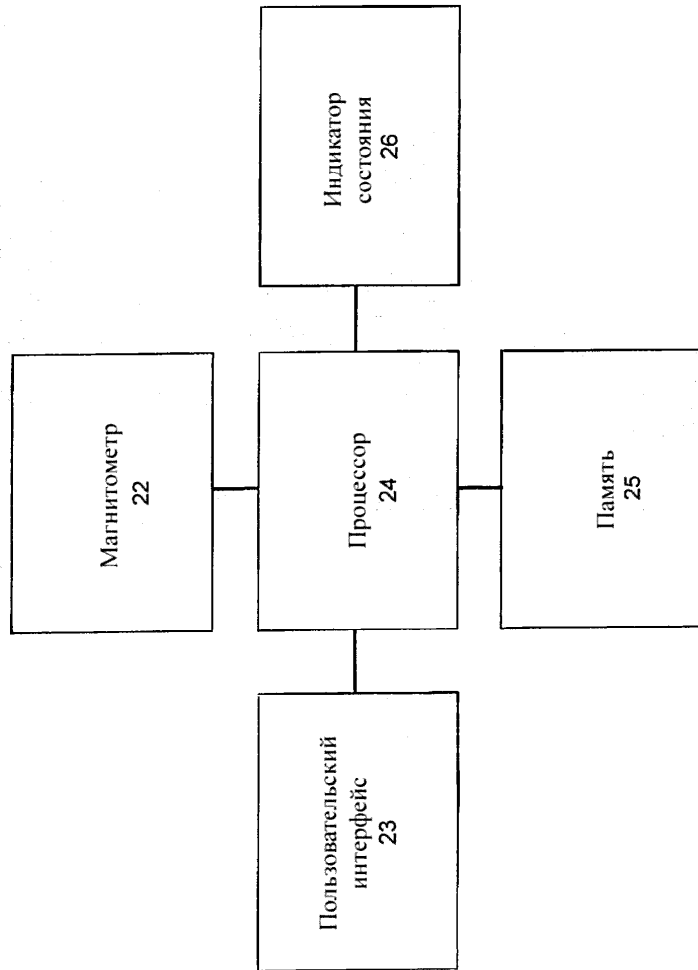 Магнитометр
22
Пользовательский
интерфейс
23
Процессор
24
Индикатор
состояния
26
Память
25